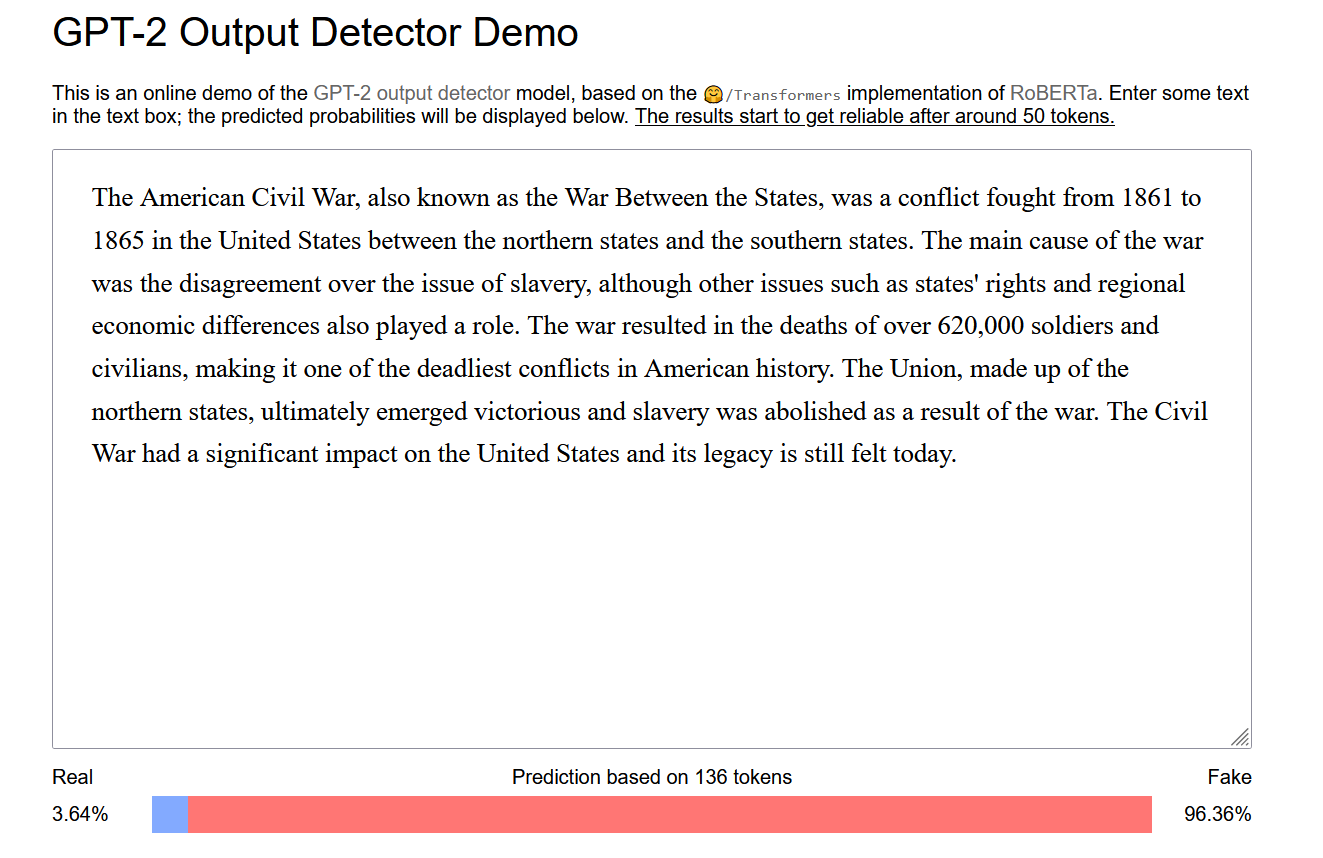 GPT-2 Output Detector Demo
This is an online demo of the GPT-2 output detector model, based on the 🤗/Transformers implementation of RoBERTa. Enter some text
in the text box; the predicted probabilities will be displayed below. The results start to get reliable after around 50 tokens.
The American Civil War, also known as the War Between the States, was a conflict fought from 1861 to
1865 in the United States between the northern states and the southern states. The main cause of the war
was the disagreement over the issue of slavery, although other issues such as states' rights and regional
economic differences also played a role. The war resulted in the deaths of over 620,000 soldiers and
civilians, making it one of the deadliest conflicts in American history. The Union, made up of the
northern states, ultimately emerged victorious and slavery was abolished as a result of the war. The Civil
War had a significant impact on the United States and its legacy is still felt today.
Real Prediction based on 136 tokens Fake
3.64% 96.36%